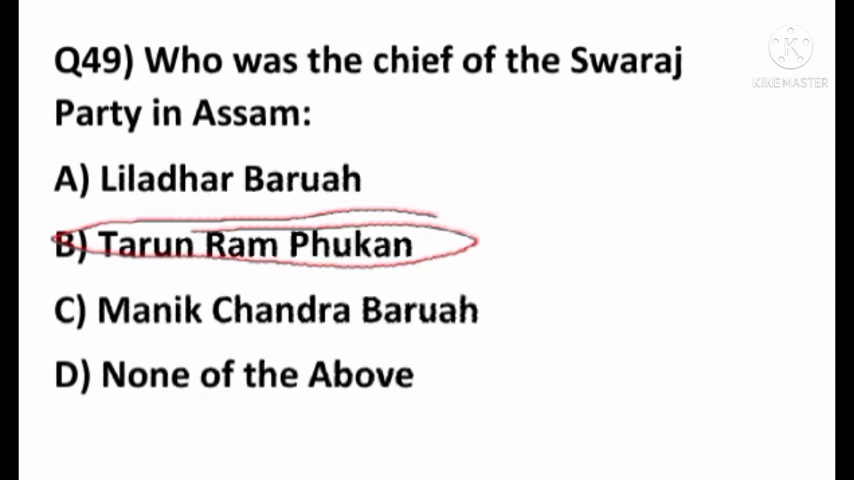 Q49) Who was the chief of the Swaraj
Party in Assam:
A) Liladhar Baruah
B) Tarun Ram Phukan
C) Manik Chandra Baruah
D) None of the Above
K
KINEMASTER